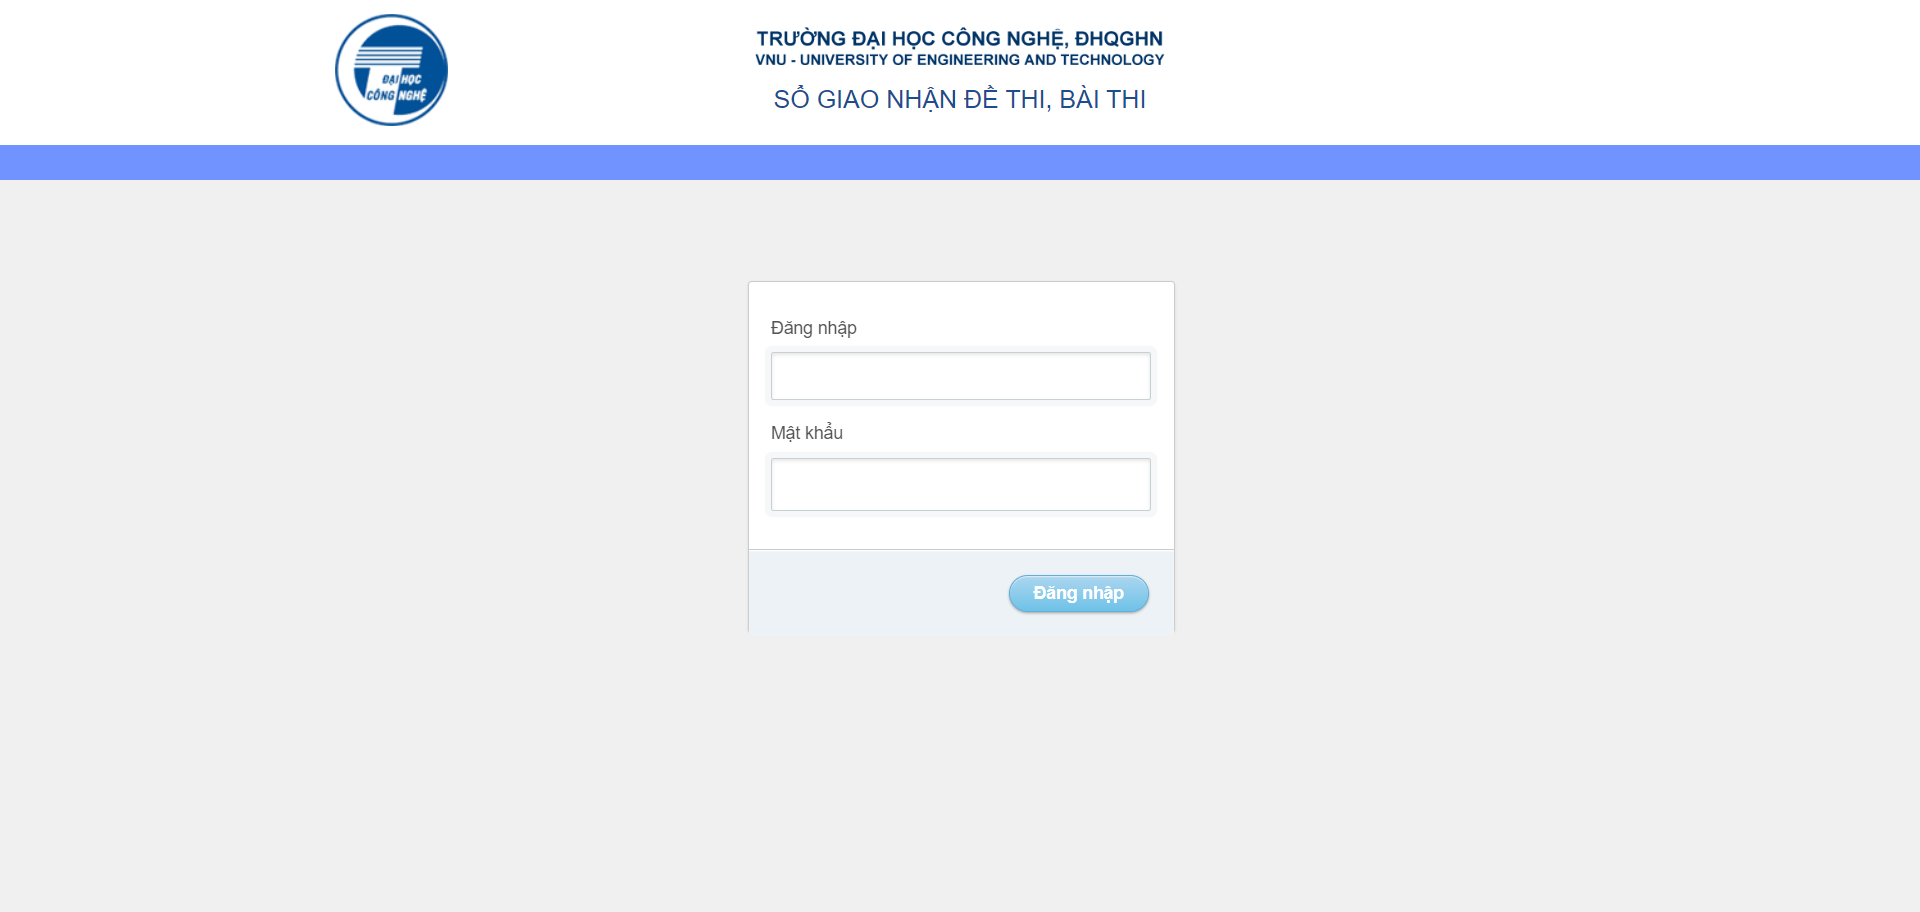 ĐẠI HỌC
CÔNG NGHỆ
TRƯỜNG ĐẠI HỌC CÔNG NGHỆ, ĐHQGHN
VNU - UNIVERSITY OF ENGINEERING AND TECHNOLOGY
SỔ GIAO NHẬN ĐỀ THI, BÀI THI
Đăng nhập
Mật khẩu
Đăng nhập